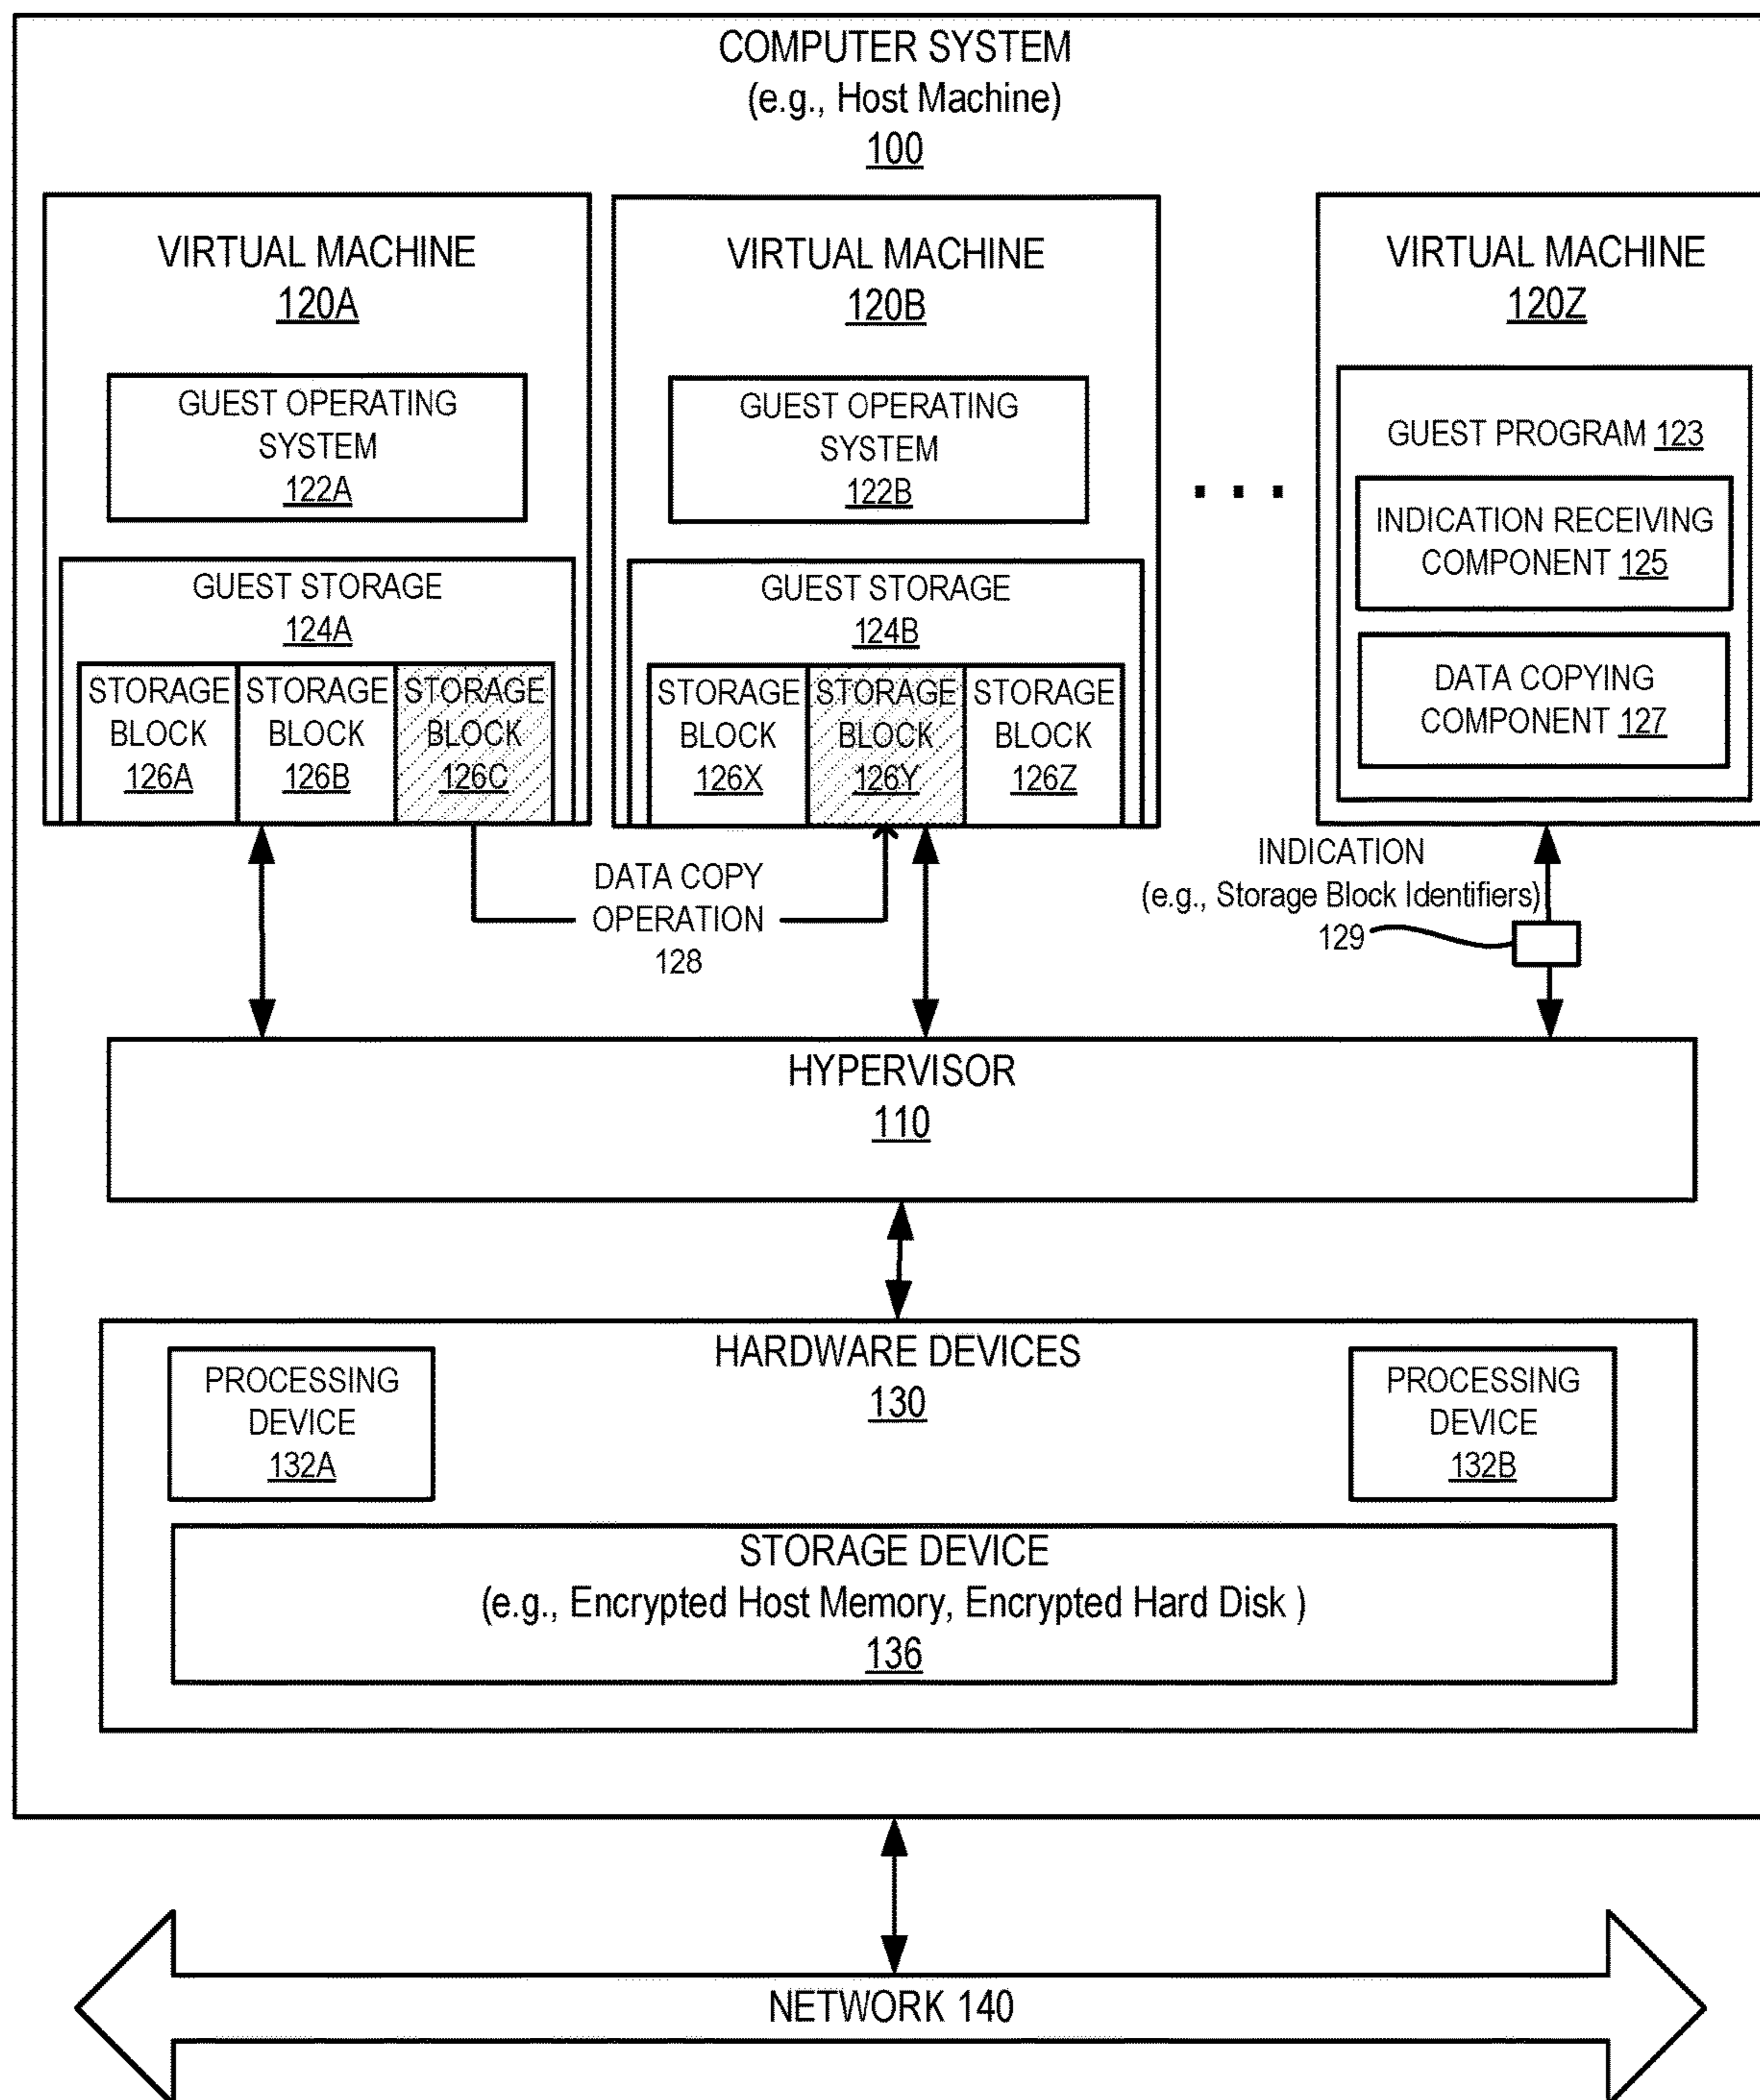 COMPUTER SYSTEM
(e.g., Host Machine)
100
VIRTUAL MACHINE
120A
GUEST OPERATING
SYSTEM
122A
GUEST STORAGE
124A
STORAGE
BLOCK
126A
STORAGE
BLOCK
126B
STORAGE
BLOCK
126C
VIRTUAL MACHINE
120B
GUEST OPERATING
SYSTEM
122B
GUEST STORAGE
124B
STORAGE
BLOCK
126X
STORAGE
BLOCK
126Y
STORAGE
BLOCK
126Z
. . .
VIRTUAL MACHINE
120Z
GUEST PROGRAM 123
INDICATION RECEIVING
COMPONENT 125
DATA COPYING
COMPONENT 127
DATA COPY
OPERATION
128
INDICATION
(e.g., Storage Block Identifiers)
129
HYPERVISOR
110
HARDWARE DEVICES
130
PROCESSING
DEVICE
132A
PROCESSING
DEVICE
132B
STORAGE DEVICE
(e.g., Encrypted Host Memory, Encrypted Hard Disk )
136
NETWORK 140